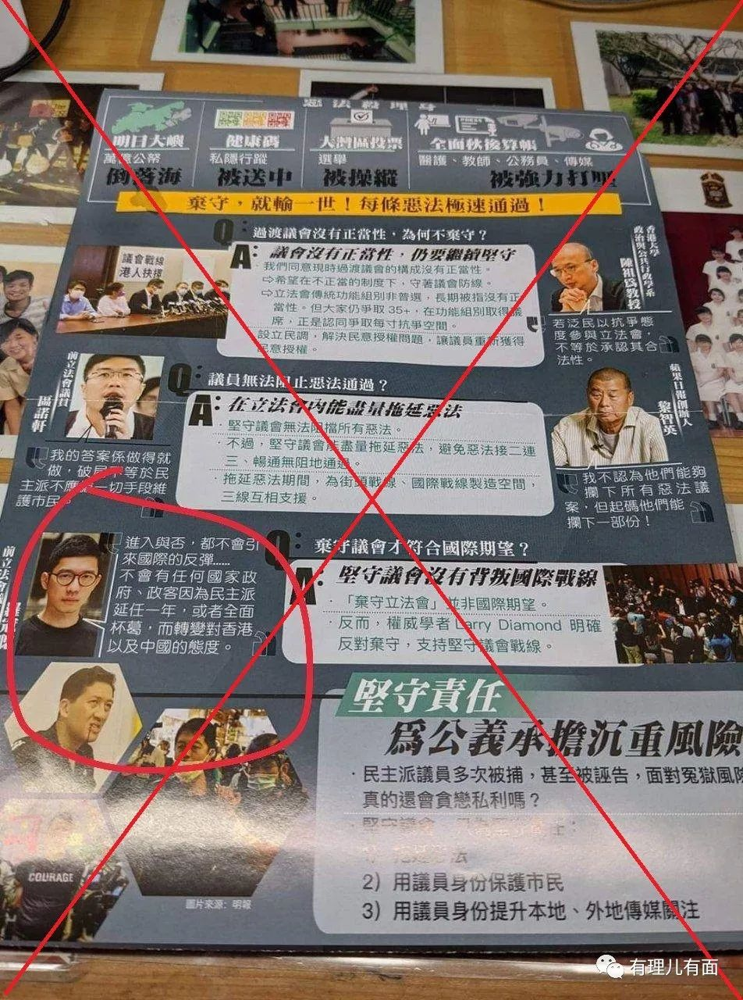 明日大嶼
萬億公帑
倒落海
健康碼
私隱行蹤
被送中
大灣區投票
選舉
被操縱
PRESS
全面秋後算帳
醫護、教師、公務員、傳媒
被強力打壓
棄守，就輸一世！每條惡法極速通過！
Q：過渡議會沒有正當性，為何不棄守？
議會戰線
港人抉擇
A：議會沒有正當性，仍要繼續堅守
·我們同意現時過渡議會的構成沒有正當性。
⇨希望在不正當的制度下，守著議會防線。
⇨立法會傳統功能組別非普選，長期被指沒有正
當性。但大家仍爭取 35+，在功能組別取得議
席，正是認同爭取每寸抗爭空間。
設立民調，解決民意授權問題，讓議員重新獲得
民意授權。
香港大學
政治與公共行政學系
陳祖為教授
若泛民以抗爭態
度參與立法會，
不等於承認其合
法性。
前立法會議員
區諾軒
我的答案係做得就
做，破局不等於民
主派不應盡一切手段維
護市民。
Q：議員無法阻止惡法通過？
A：在立法會內能盡量拖延惡法
·堅守議會無法阻擋所有惡法。
·不過，堅守議會能盡量拖延惡法，避免惡法接二連
三、暢通無阻地通過。
·拖延惡法期間，為街頭戰線、國際戰線製造空間，
三線互相支援。
蘋果日報創辦人
黎智英
我不認為他們能夠
攔下所有惡法議
案，但起碼他們能
攔下一部份！
前立法會議員
進入與否，都不會引
來國際的反彈……
不會有任何國家政
府、政客因為民主派
延任一年，或者全面
杯葛，而轉變對香港
以及中國的態度。
Q：棄守議會才符合國際期望？
A：堅守議會沒有背叛國際戰線
·「棄守立法會」並非國際期望。
·反而，權威學者 Larry Diamond 明確
反對棄守，支持堅守議會戰線。
堅守責任
為公義承擔沉重風險
·民主派議員多次被捕，甚至被誣告，面對冤獄風險
真的還會貪戀私利嗎？
2）用議員身份保護市民
3）用議員身份提升本地、外地傳媒關注
COURAGE
圖片來源：明報
有理儿有面